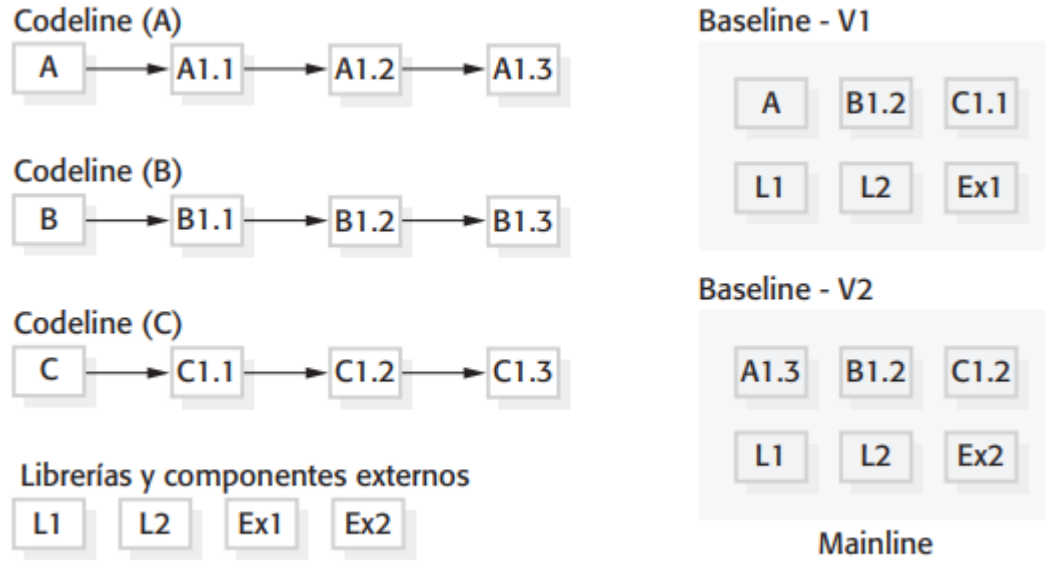 Codeline (A)
A A1.1 A1.2 A1.3
Codeline (B)
B B1.1 B1.2 B1.3
Codeline (C)
C C1.1 C1.2 C1.3
Librerías y componentes externos
L1 L2 Ex1 Ex2
Baseline - V1
A B1.2 C1.1
L1 L2 Ex1
Baseline - V2
A1.3 B1.2 C1.2
L1 L2 Ex2
Mainline